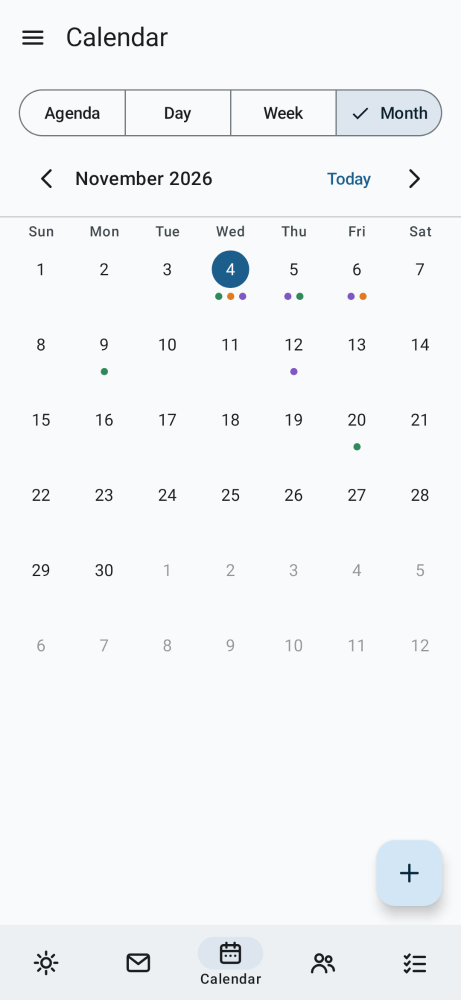 Calendar
Agenda Day Week Month
November 2026 Today
Sun Mon Tue Wed Thu Fri Sat
1 2 3 4 5 6 7
8 9 10 11 12 13 14
15 16 17 18 19 20 21
22 23 24 25 26 27 28
29 30 1 2 3 4 5
6 7 8 9 10 11 12
Calendar